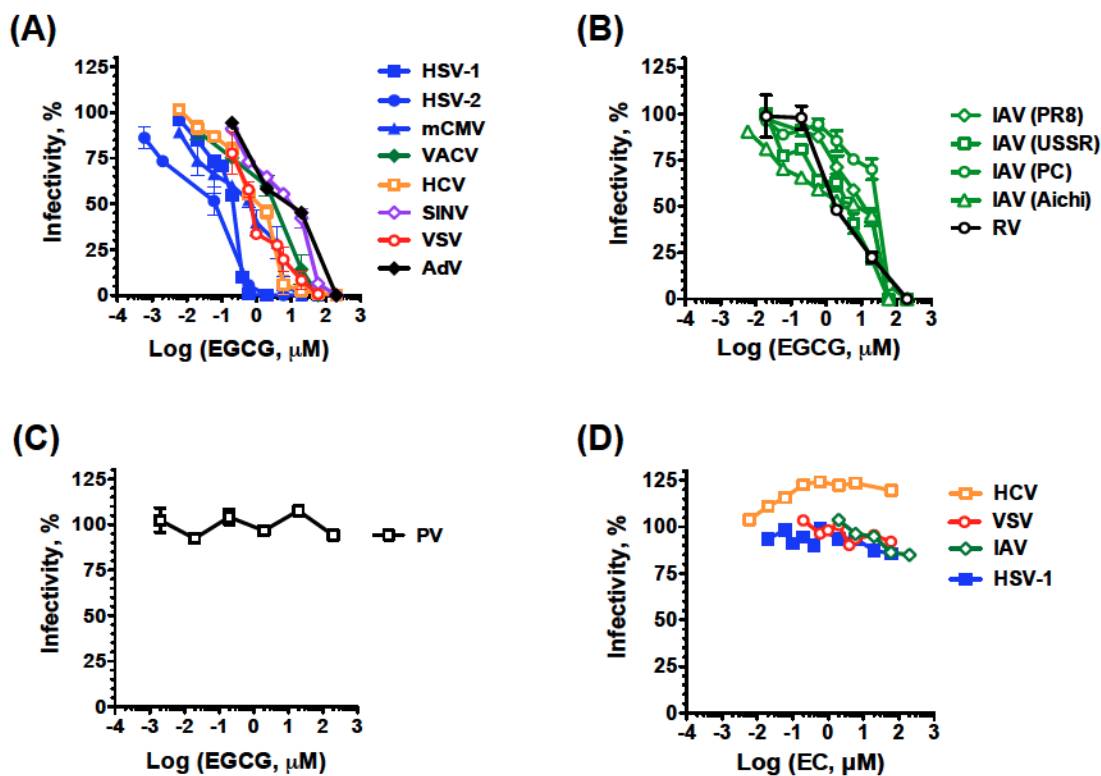 (A)
Infectivity, %
125
100
75
50
25
0
-4 -3 -2 -1 0 1 2 3
Log (EGCG, μM)
HSV-1
HSV-2
mCMV
VACV
HCV
SINV
VSV
AdV
(B)
Infectivity, %
125
100
75
50
25
0
-4 -3 -2 -1 0 1 2 3
Log (EGCG, μM)
IAV (PR8)
IAV (USSR)
IAV (PC)
IAV (Aichi)
RV
(C)
Infectivity, %
125
100
75
50
25
0
-4 -3 -2 -1 0 1 2 3
Log (EGCG, μM)
PV
(D)
Infectivity, %
125
100
75
50
25
0
-4 -3 -2 -1 0 1 2 3
Log (EC, μM)
HCV
VSV
IAV
HSV-1